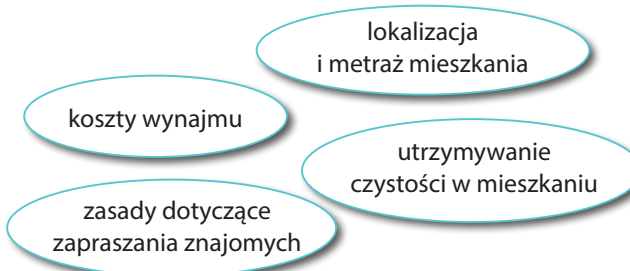 lokalizacja
i metraż mieszkania
koszty wynajmu
utrzymywanie
czystości w mieszkaniu
zasady dotyczące
zapraszania znajomych